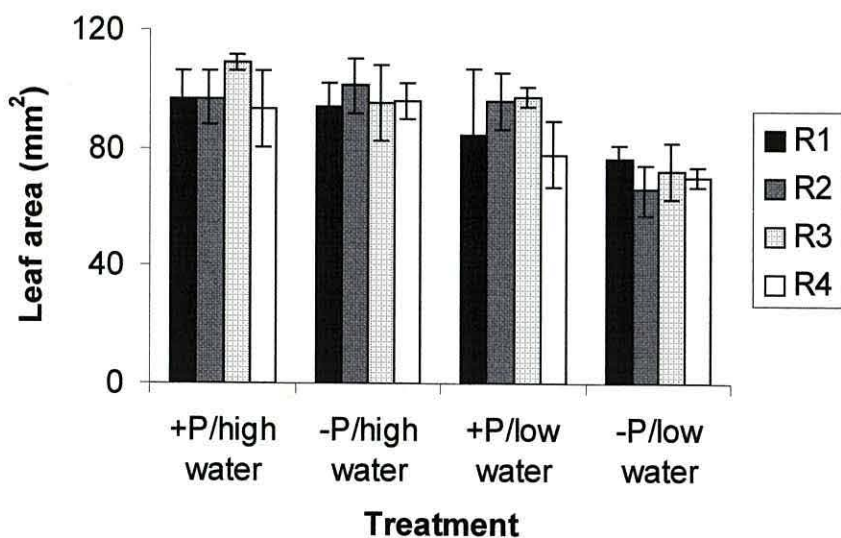 120
80
40
0
Leaf area (mm²)
+P/high
water
-P/high
water
+P/low
water
-P/low
water
Treatment
R1
R2
R3
R4